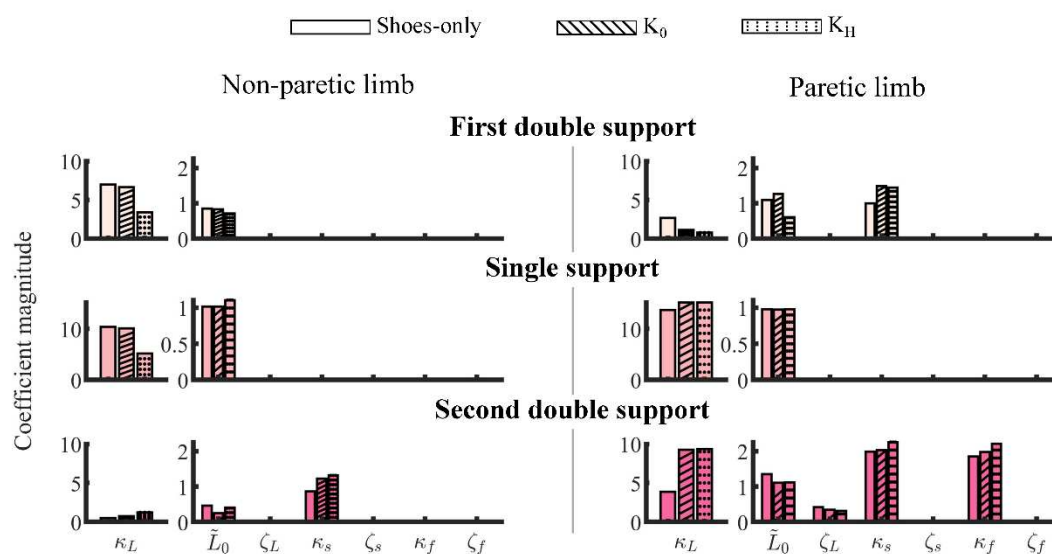 Shoes-only K₀ K_H
Non-paretic limb Paretic limb
First double support
10 5 0 2 1 0 10 5 0 2 1 0
Single support
10 0 1 0.5 0 10 0 1 0.5 0
Second double support
10 5 0 2 1 0 10 5 0 2 1 0
Coefficient magnitude
κ_L L̃₀ ζ_L κ_s ζ_s κ_f ζ_f κ_L L̃₀ ζ_L κ_s ζ_s κ_f ζ_f